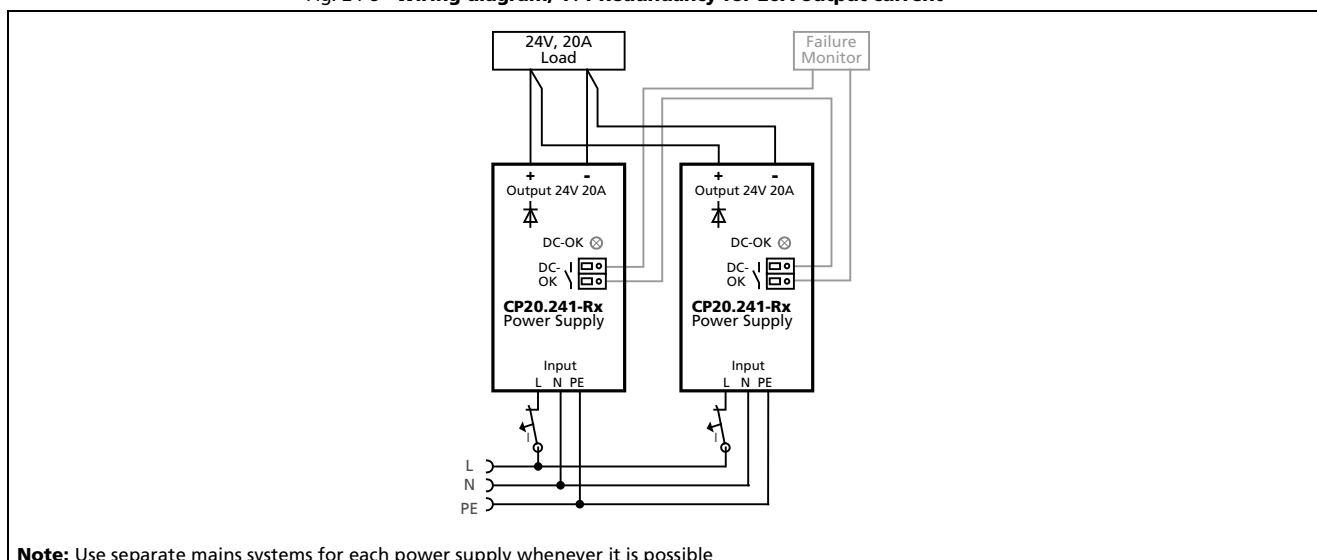 24V, 20A
Load
Failure
Monitor
+ -
Output 24V 20A
DC-OK
DC-
OK
CP20.241-Rx
Power Supply
Input
L N PE
I
+ -
Output 24V 20A
DC-OK
DC-
OK
CP20.241-Rx
Power Supply
Input
L N PE
I
L
N
PE
Note: Use separate mains systems for each power supply whenever it is possible